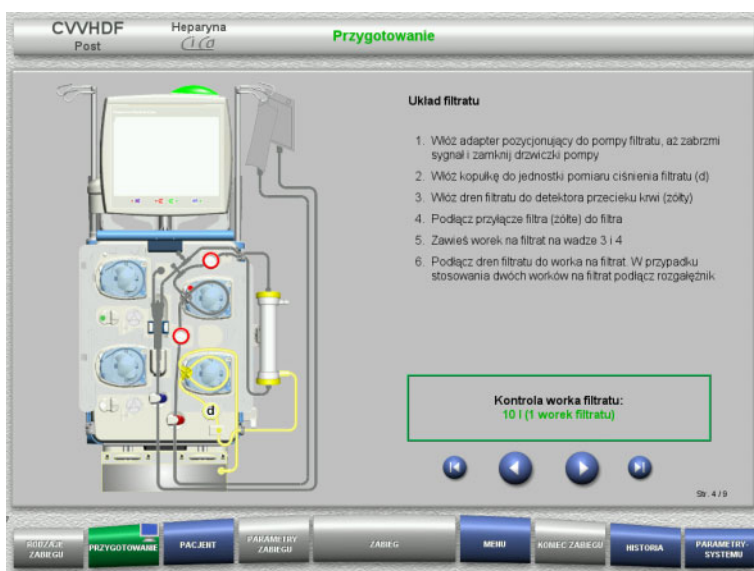 CVVHDF
Post
Heparyna
Ci Ca
Przygotowanie
Układ filtratu
1. Włóż adapter pozycjonujący do pompy filtratu, aż zabrzmi
sygnał i zamknij drzwiczki pompy
2. Włóż kopułkę do jednostki pomiaru ciśnienia filtratu (d)
3. Włóż dren filtratu do detektora przecieku krwi (żółty)
4. Podłącz przyłącze filtra (żółte) do filtra
5. Zawieś worek na filtrat na wadze 3 i 4
6. Podłącz dren filtratu do worka na filtrat. W przypadku
stosowania dwóch worków na filtrat podłącz rozgałęźnik
d
Kontrola worka filtratu:
10 l (1 worek filtratu)
Str. 4 / 9
RODZAJE
ZABIEGU
PRZYGOTOWANIE
PACJENT
PARAMETRY
ZABIEGU
ZABIEG
MENU
KONIEC ZABIEGU
HISTORIA
PARAMETRY-
SYSTEMU